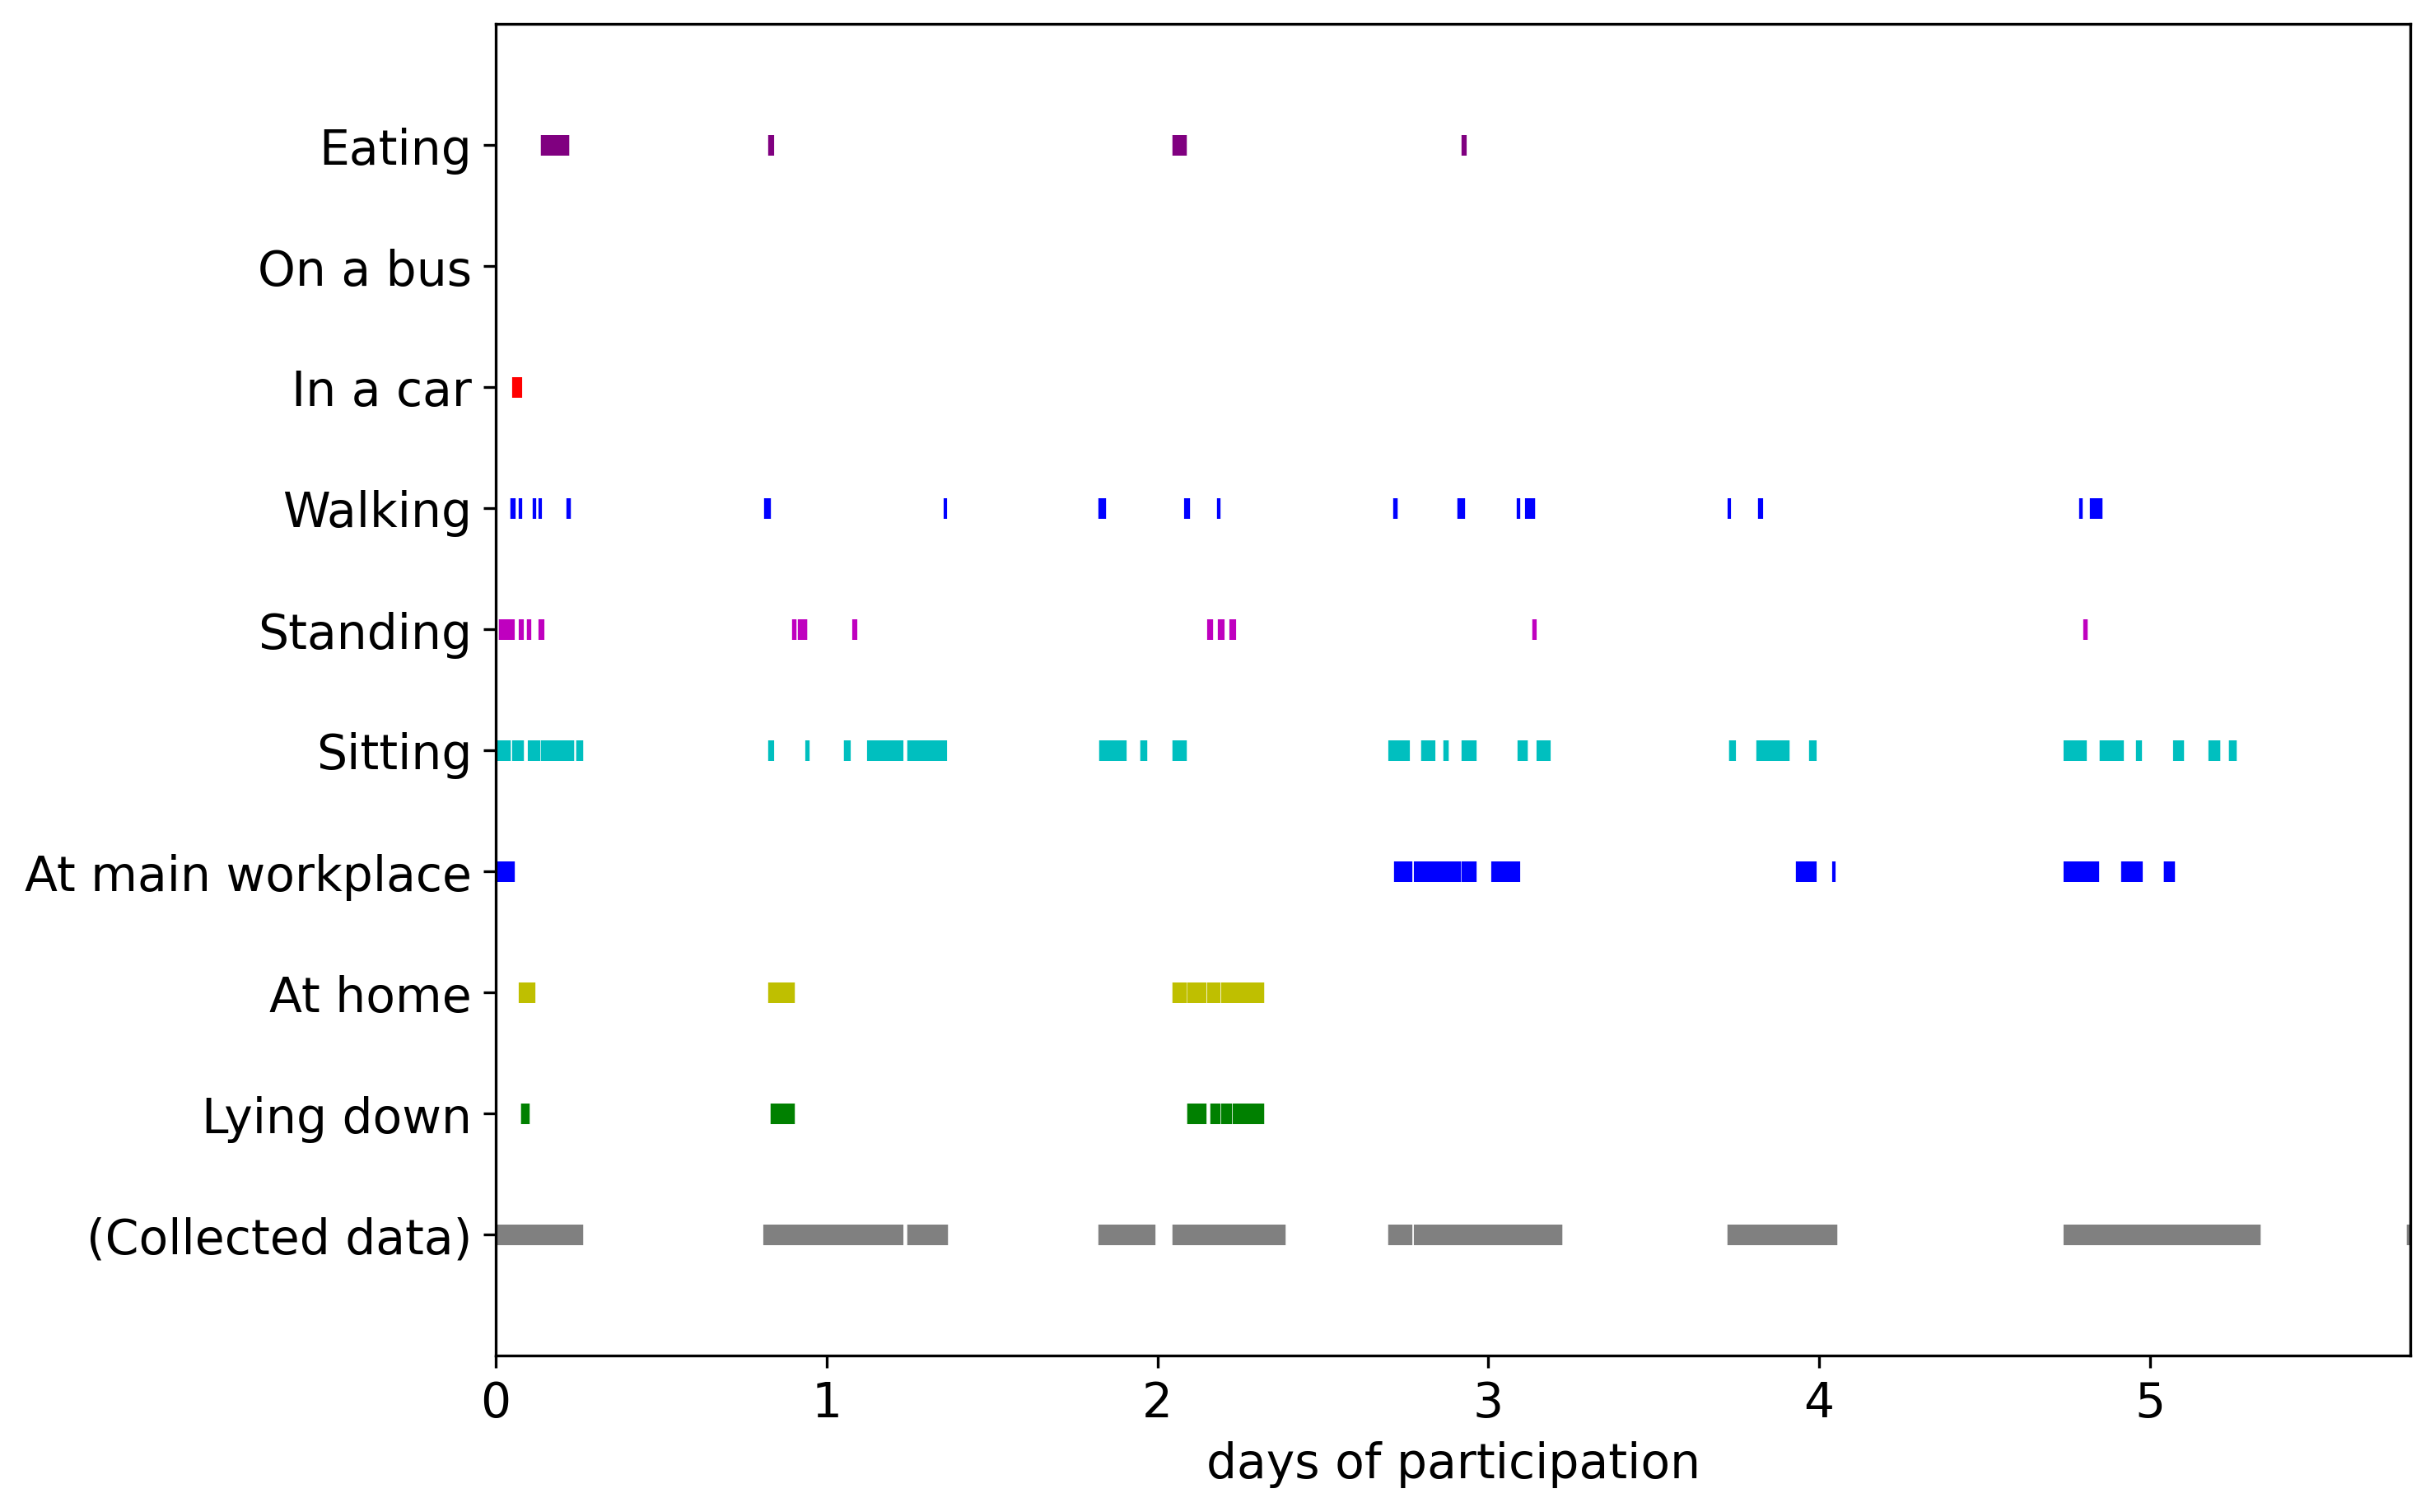 Eating
On a bus
In a car
Walking
Standing
Sitting
At main workplace
At home
Lying down
(Collected data)
0 1 2 3 4 5
days of participation